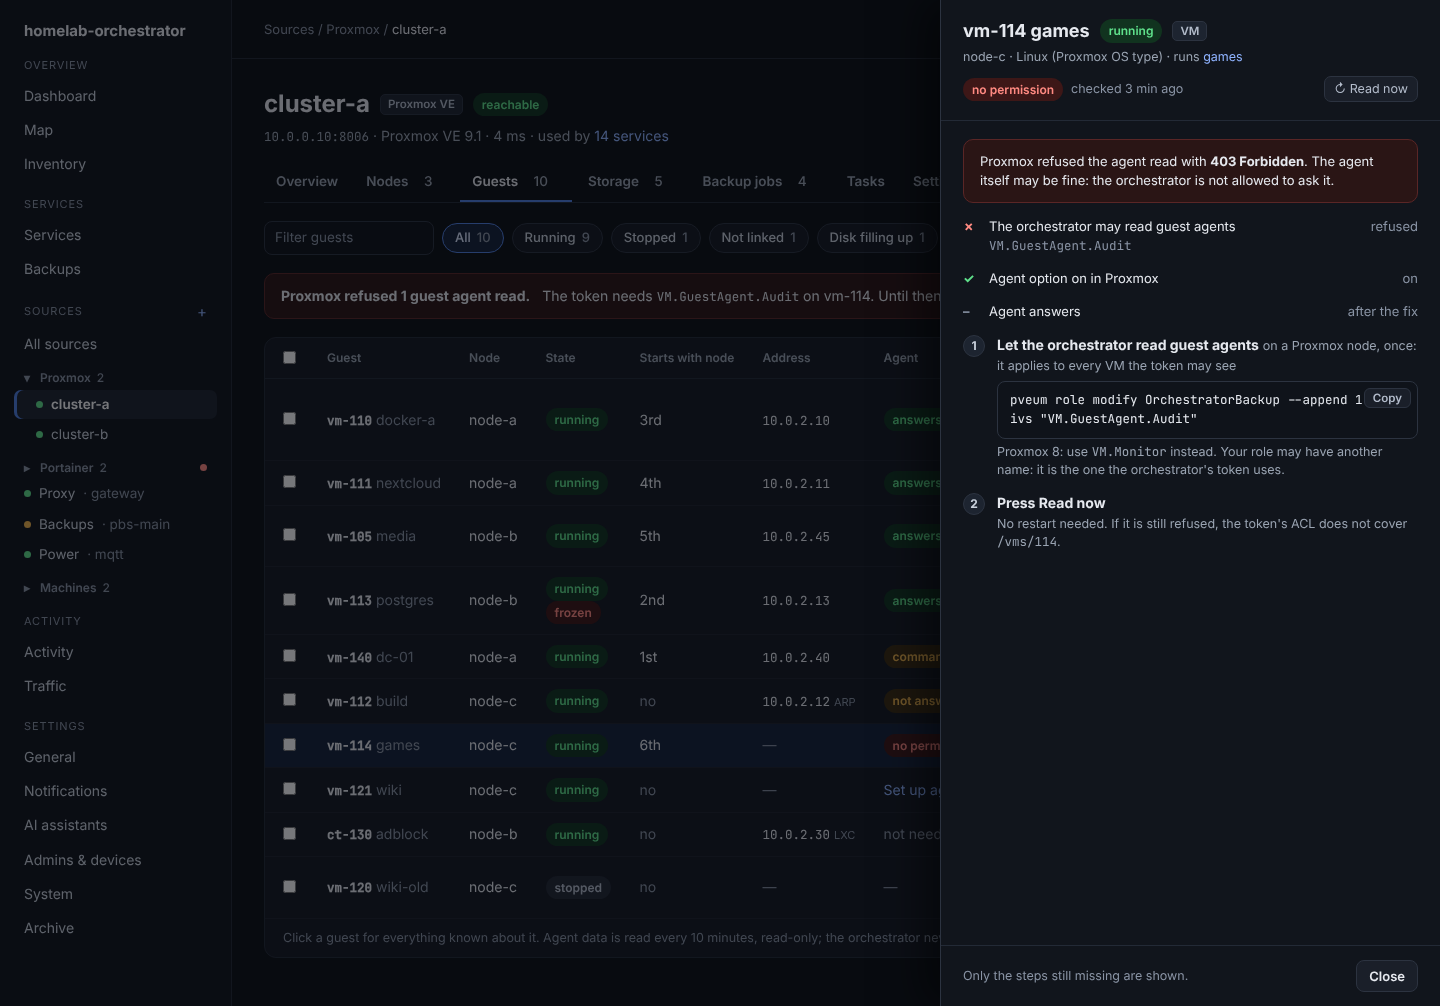 homelab-orchestrator
OVERVIEW
Dashboard
Map
Inventory
SERVICES
Services
Backups
SOURCES +
All sources
▾ Proxmox 2
cluster-a
cluster-b
▸ Portainer 2
Proxy · gateway
Backups · pbs-main
Power · mqtt
▸ Machines 2
ACTIVITY
Activity
Traffic
SETTINGS
General
Notifications
AI assistants
Admins & devices
System
Archive
Sources / Proxmox / cluster-a
cluster-a Proxmox VE reachable
10.0.0.10:8006 · Proxmox VE 9.1 · 4 ms · used by 14 services
Overview Nodes 3 Guests 10 Storage 5 Backup jobs 4 Tasks Sett
Filter guests All 10 Running 9 Stopped 1 Not linked 1 Disk filling up 1
Proxmox refused 1 guest agent read. The token needs VM.GuestAgent.Audit on vm-114. Until then
Guest Node State Starts with node Address Agent
vm-110 docker-a node-a running 3rd 10.0.2.10 answers
vm-111 nextcloud node-a running 4th 10.0.2.11 answers
vm-105 media node-b running 5th 10.0.2.45 answers
vm-113 postgres node-b running frozen 2nd 10.0.2.13 answers
vm-140 dc-01 node-a running 1st 10.0.2.40 comman
vm-112 build node-c running no 10.0.2.12 ARP not answ
vm-114 games node-c running 6th — no perm
vm-121 wiki node-c running no — Set up ag
ct-130 adblock node-b running no 10.0.2.30 LXC not need
vm-120 wiki-old node-c stopped no — —
Click a guest for everything known about it. Agent data is read every 10 minutes, read-only; the orchestrator ne
vm-114 games running VM
node-c · Linux (Proxmox OS type) · runs games
no permission checked 3 min ago ↻ Read now
Proxmox refused the agent read with 403 Forbidden. The agent
itself may be fine: the orchestrator is not allowed to ask it.
× The orchestrator may read guest agents refused
VM.GuestAgent.Audit
✓ Agent option on in Proxmox on
– Agent answers after the fix
1 Let the orchestrator read guest agents on a Proxmox node, once:
it applies to every VM the token may see
pveum role modify OrchestratorBackup --append 1 Copy
ivs "VM.GuestAgent.Audit"
Proxmox 8: use VM.Monitor instead. Your role may have another
name: it is the one the orchestrator's token uses.
2 Press Read now
No restart needed. If it is still refused, the token's ACL does not cover
/vms/114.
Only the steps still missing are shown. Close